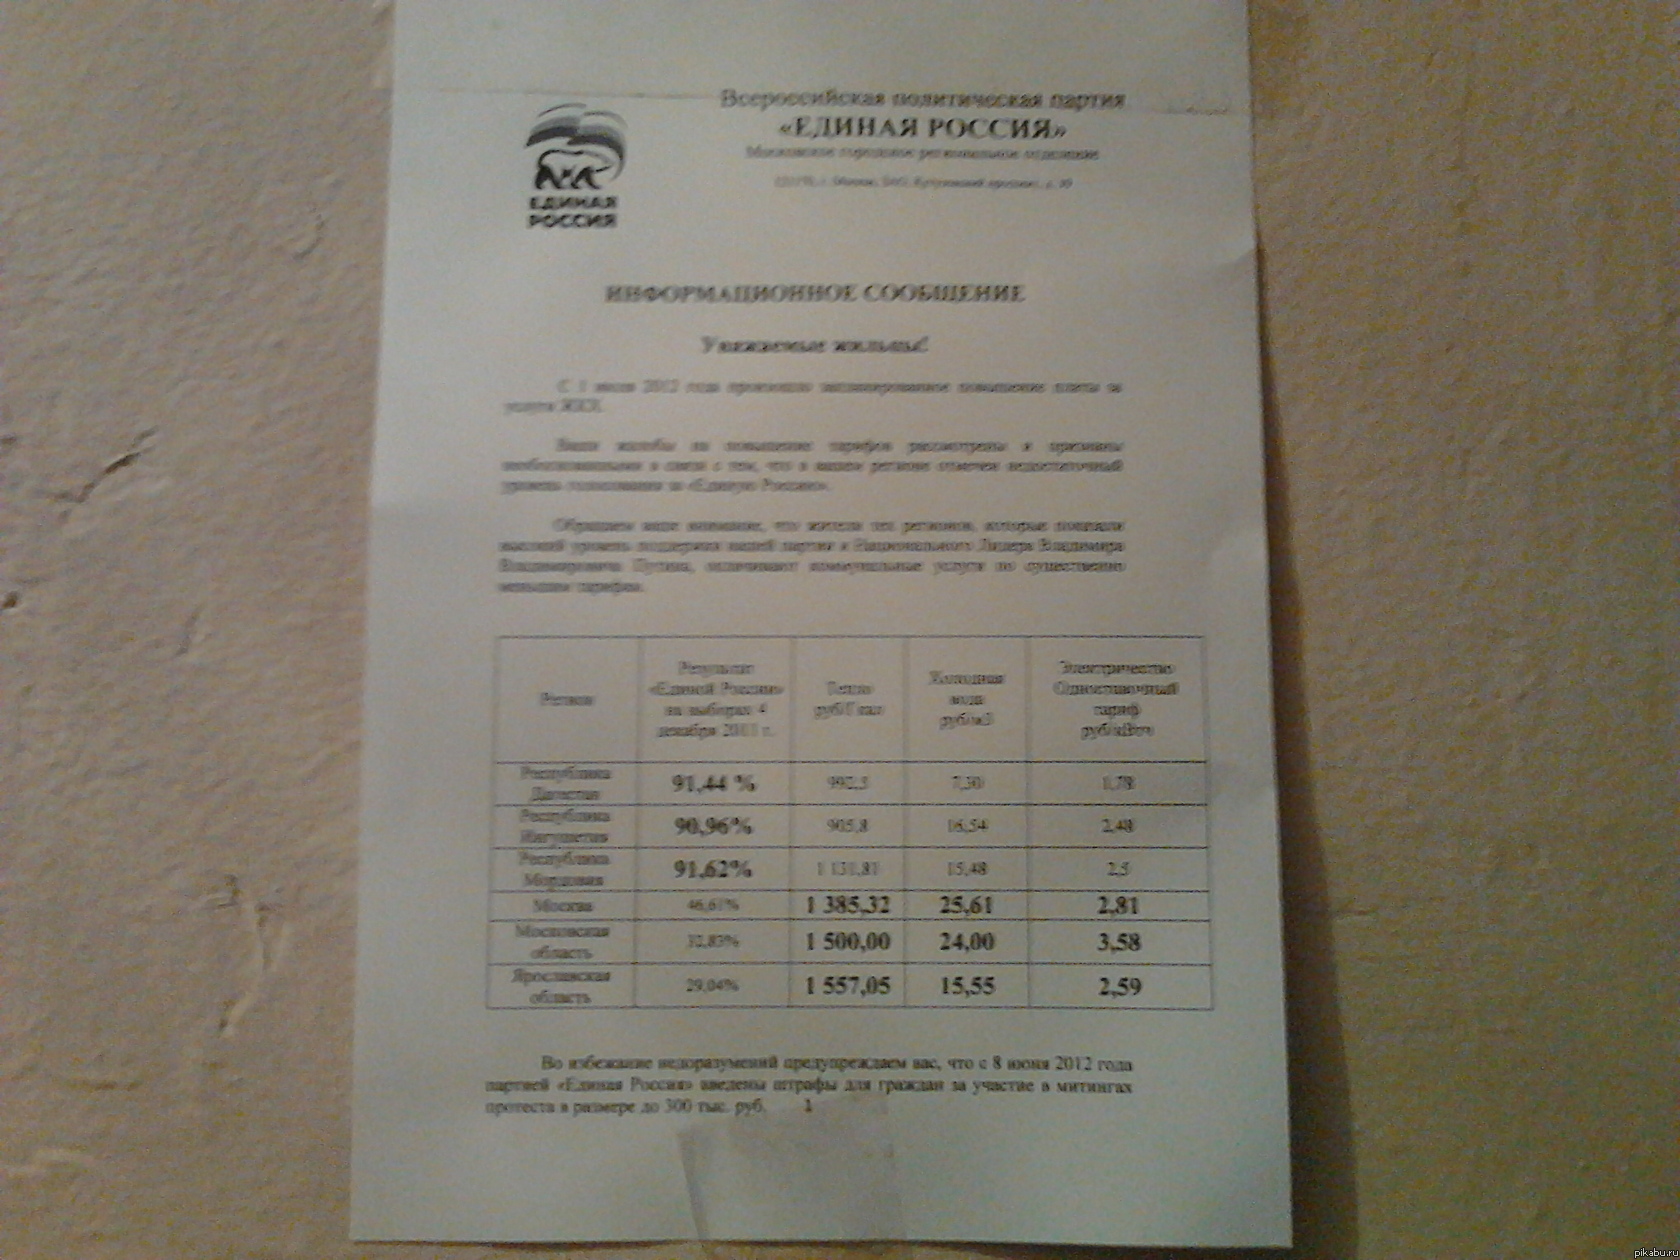 Всероссийская политическая партия
«ЕДИНАЯ РОССИЯ»
Московское городское региональное отделение
ЕДИНАЯ
РОССИЯ
ИНФОРМАЦИОННОЕ СООБЩЕНИЕ
Уважаемые жильцы!
С 1 июля 2012 года произошло запланированное повышение платы за
услуги ЖКХ.
Ваши жалобы на повышение тарифов рассмотрены и признаны
необоснованными в связи с тем, что в вашем регионе отмечен недостаточный
уровень голосования за «Единую Россию».
Обращаем ваше внимание, что жители тех регионов, которые показали
высокий уровень поддержки нашей партии и Национального Лидера Владимира
Владимировича Путина, оплачивают коммунальные услуги по существенно
меньшим тарифам.
Регион
Результат
«Единой России»
на выборах 4
декабря 2011 г.
Тепло
руб/Гкал
Холодная
вода
руб/м3
Электричество
Одноставочный
тариф
руб/кВтч
Республика
Дагестан
91,44 % 992,5 7,30 1,78
Республика
Ингушетия
90,96% 905,8 16,54 2,48
Республика
Мордовия
91,62% 1 131,81 15,48 2,5
Москва 46,61% 1 385,32 25,61 2,81
Московская
область
32,83% 1 500,00 24,00 3,58
Ярославская
область
29,04% 1 557,05 15,55 2,59
Во избежание недоразумений предупреждаем вас, что с 8 июня 2012 года
партией «Единая Россия» введены штрафы для граждан за участие в митингах
протеста в размере до 300 тыс. руб. 1
pikabu.ru